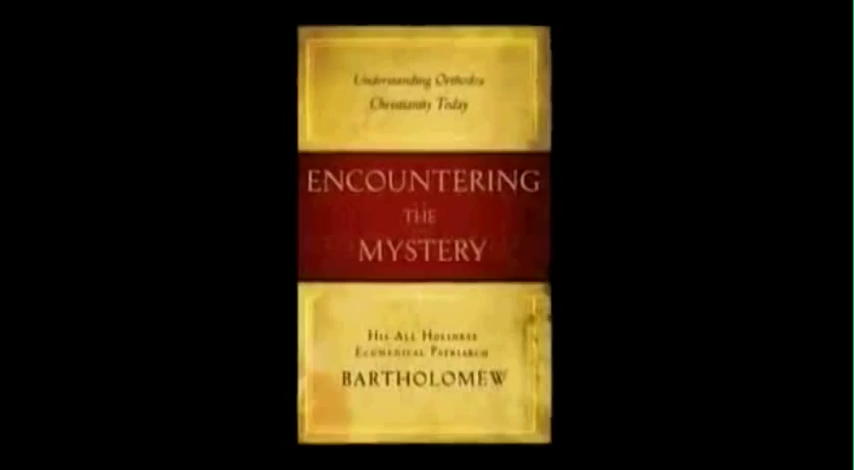 Understanding Orthodox
Christianity Today
ENCOUNTERING
THE
MYSTERY
HIS ALL HOLINESS
ECUMENICAL PATRIARCH
BARTHOLOMEW